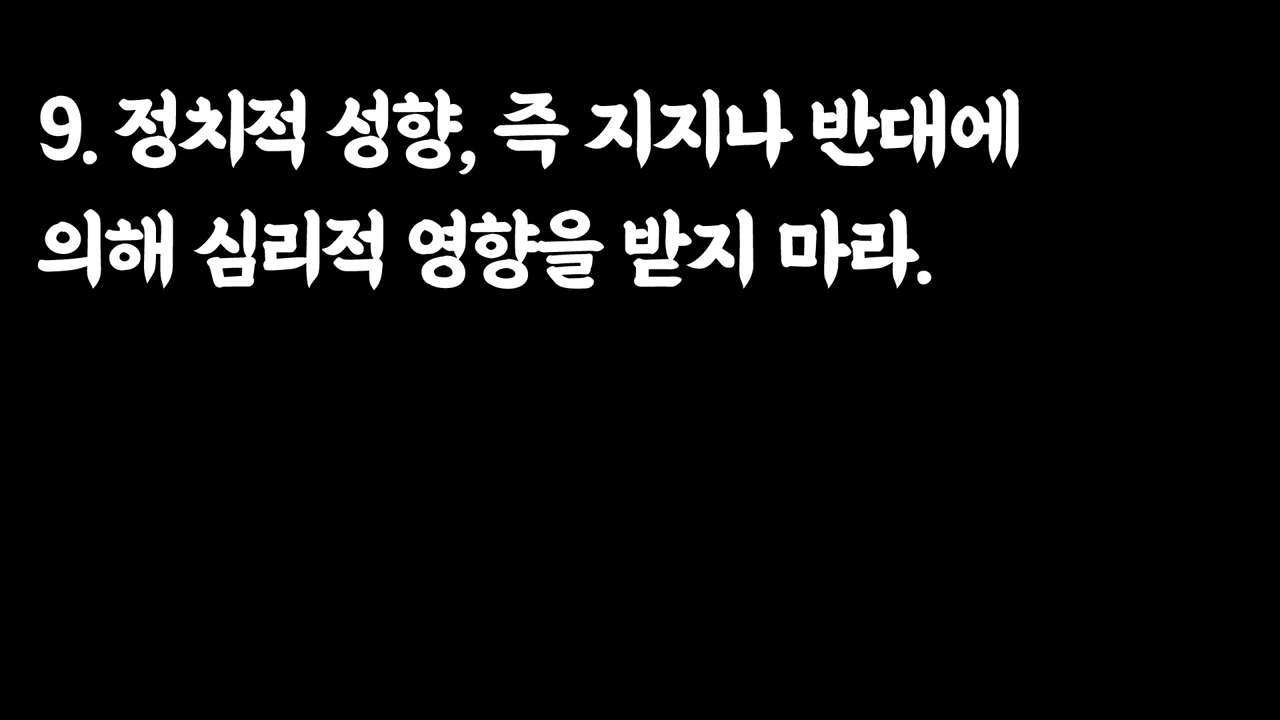 9. 정치적 성향, 즉 지지나 반대에
의해 심리적 영향을 받지 마라.